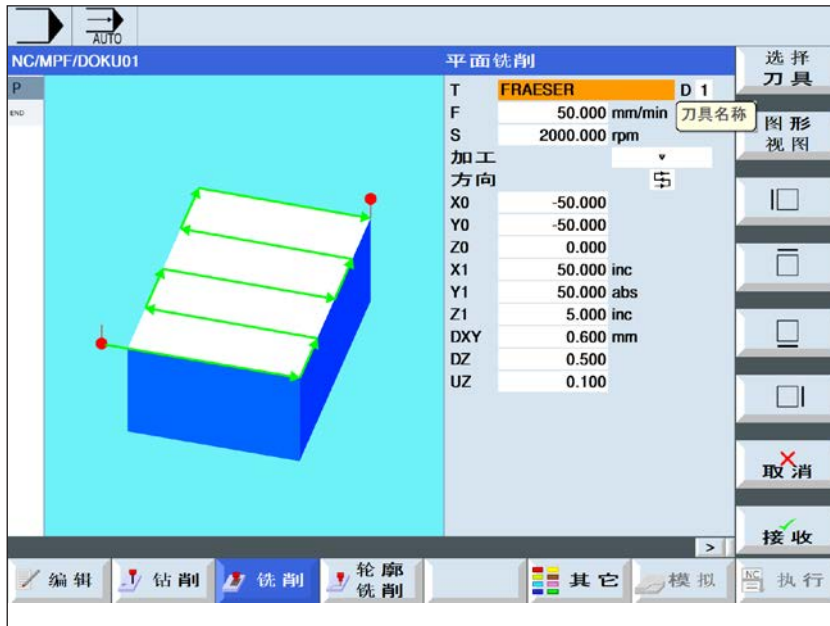 AUTO
NC/MPF/DOKU01
平面铣削
P
END
T FRAESER D 1
F 50.000 mm/min
刀具名称
S 2000.000 rpm
加工 ▼
方向
X0 -50.000
Y0 -50.000
Z0 0.000
X1 50.000 inc
Y1 50.000 abs
Z1 5.000 inc
DXY 0.600 mm
DZ 0.500
UZ 0.100
选择
刀具
图形
视图
取消
接收
>
编辑
钻削
铣削
轮廓
铣削
其它
模拟
NC
执行